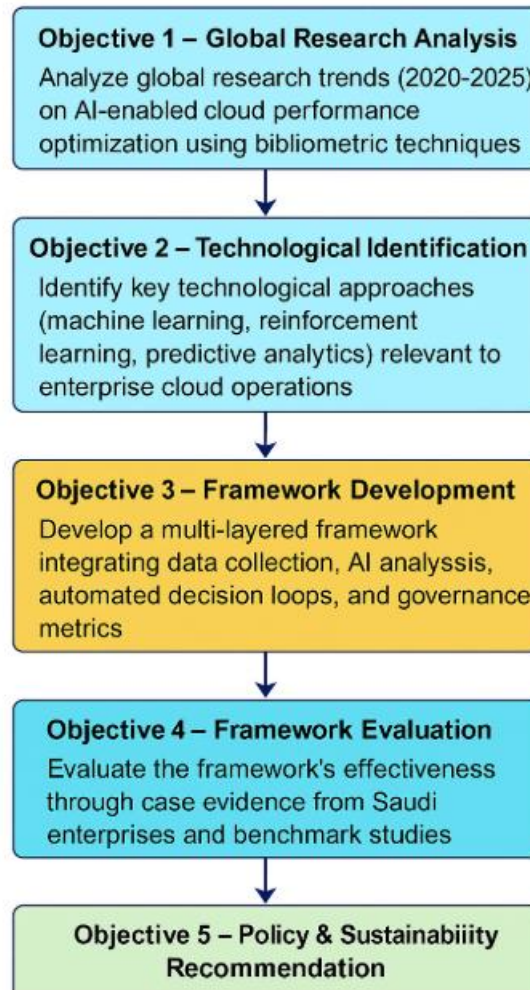 Objective 1 – Global Research Analysis
Analyze global research trends (2020-2025)
on AI-enabled cloud performance
optimization using bibliometric techniques
Objective 2 – Technological Identification
Identify key technological approaches
(machine learning, reinforcement
learning, predictive analytics) relevant to
enterprise cloud operations
Objective 3 – Framework Development
Develop a multi-layered framework
integrating data collection, AI analyssis,
automated decision loops, and governance
metrics
Objective 4 – Framework Evaluation
Evaluate the framework's effectiveness
through case evidence from Saudi
enterprises and benchmark studies
Objective 5 – Policy & Sustainabiiity
Recommendation